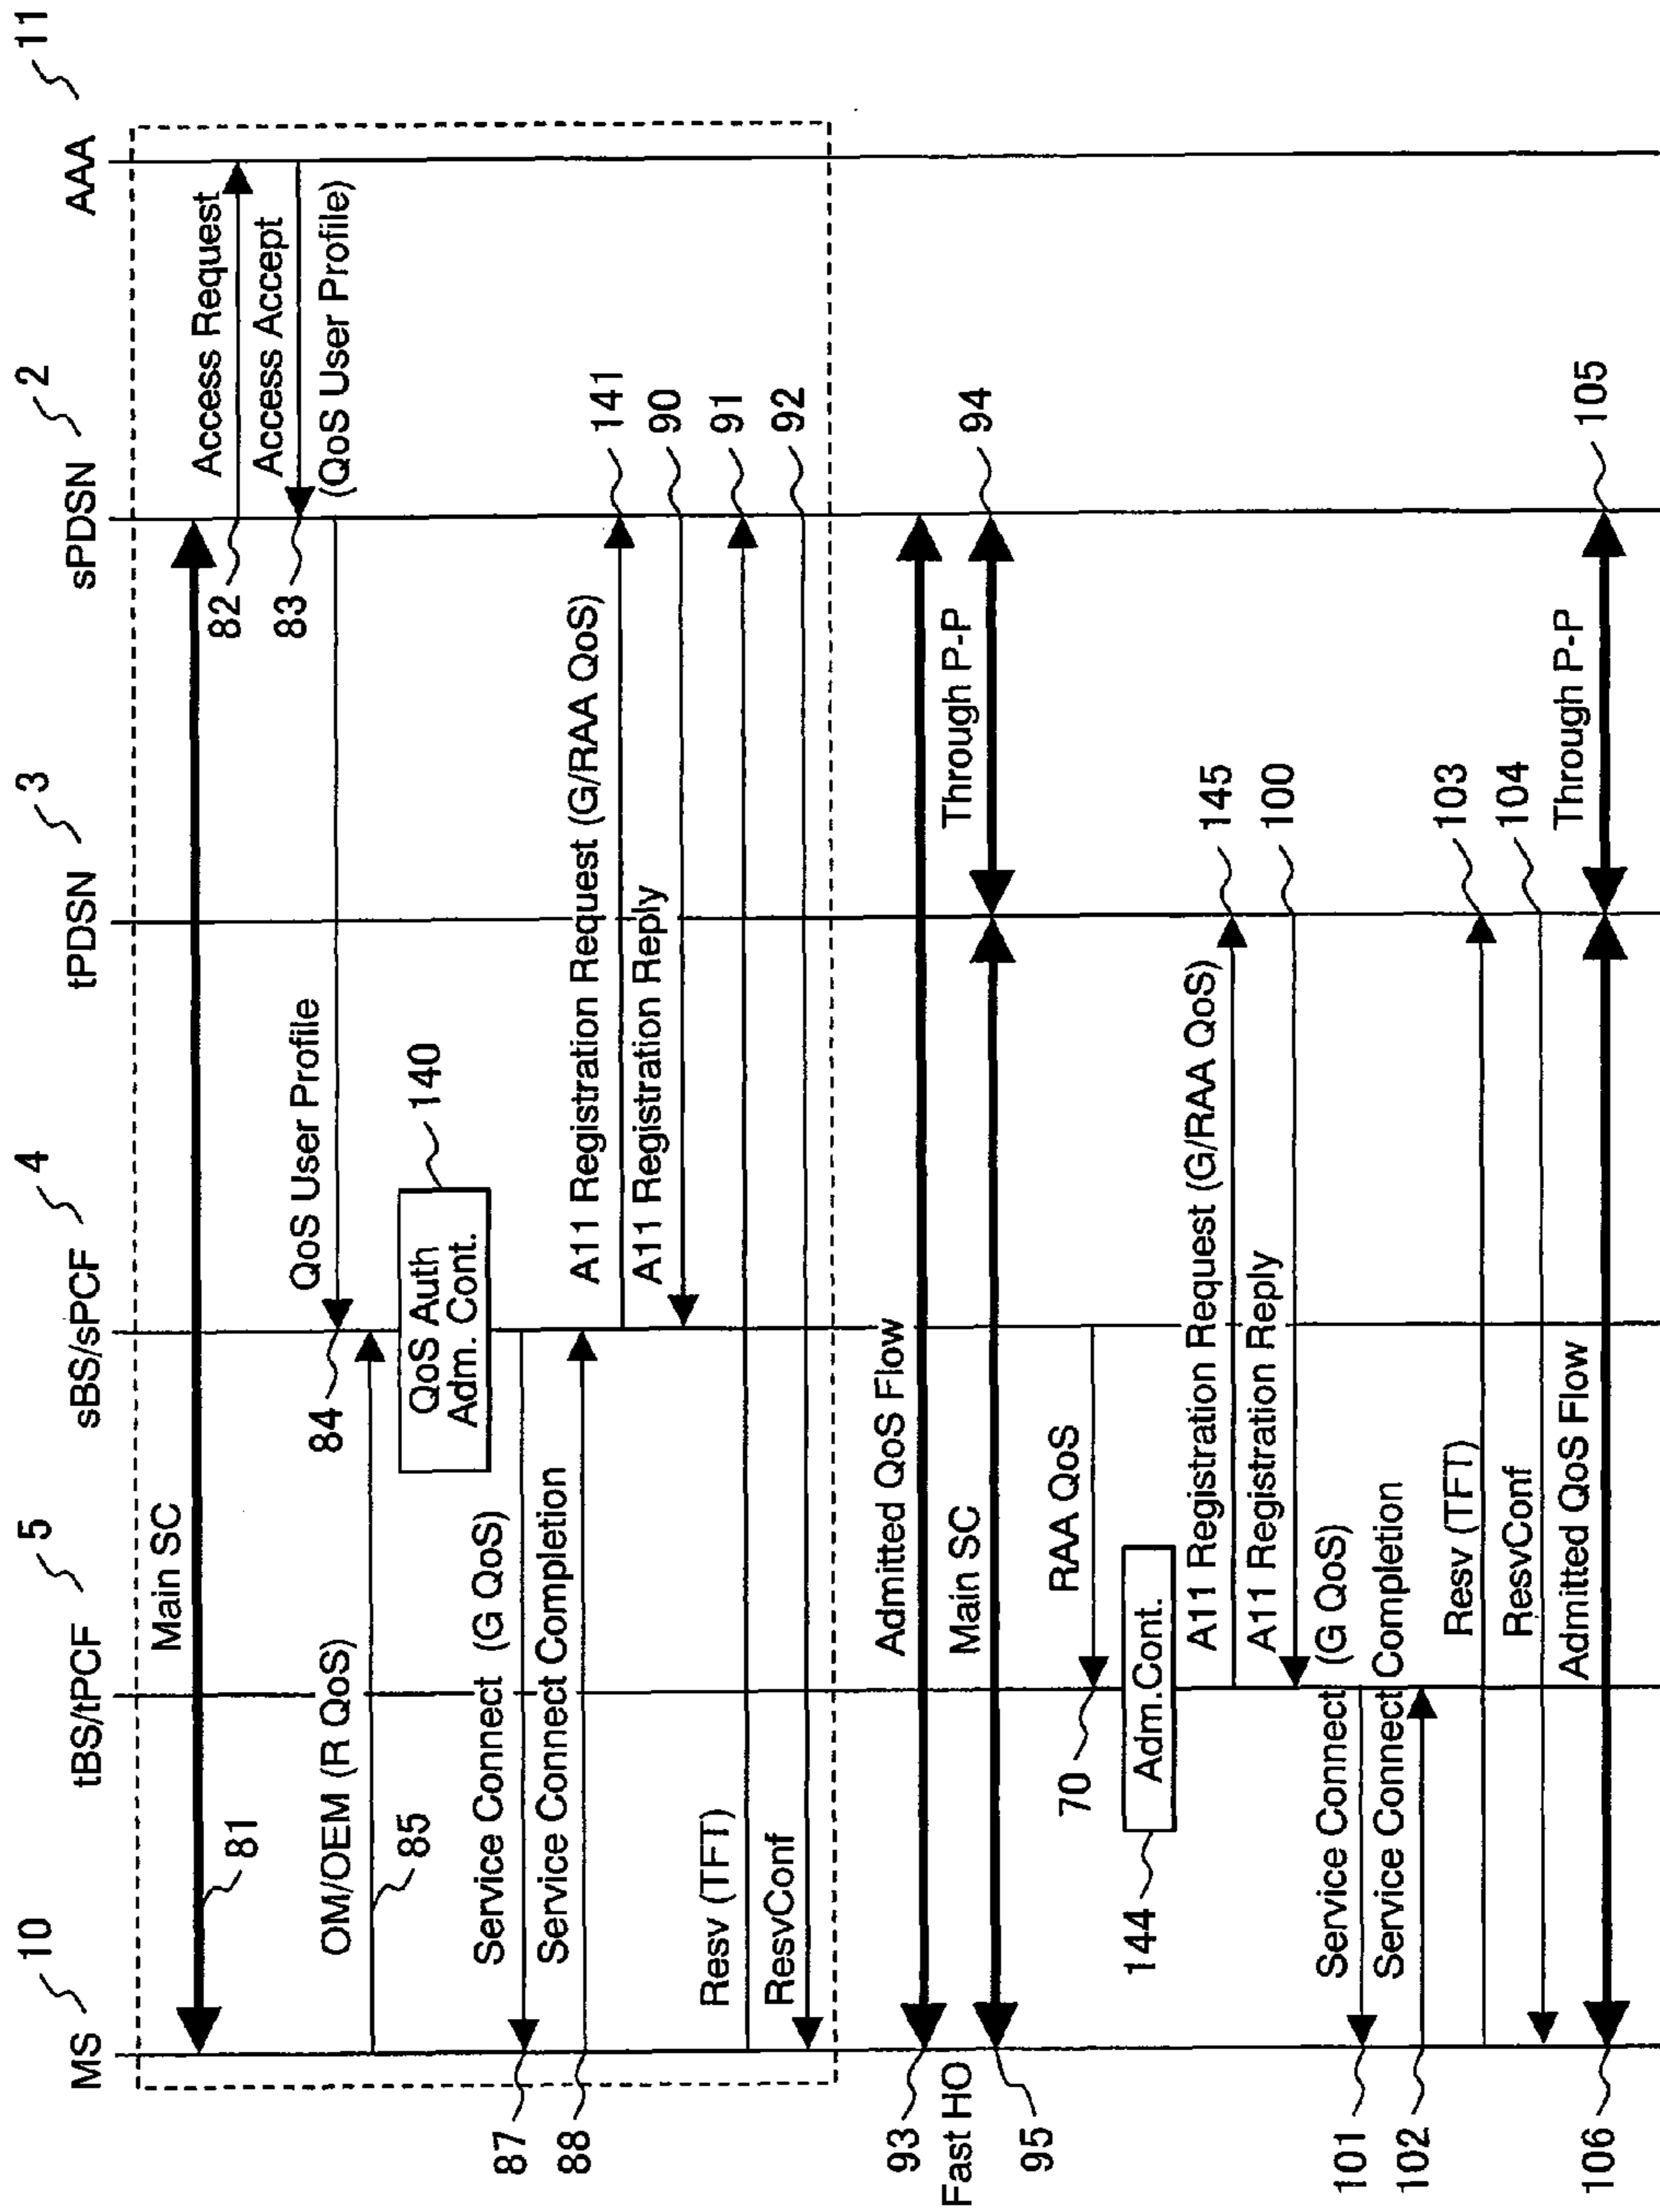 MS
10
tBS/tPCF
5
sBS/sPCF
4
tPDSN
3
sPDSN
2
AAA
11
Main SC
81
Access Request
82
Access Accept
83
(QoS User Profile)
QoS User Profile
84
OM/OEM (R QoS)
85
QoS Auth
Adm. Cont.
140
Service Connect (G QoS)
87
Service Connect Completion
88
A11 Registration Request (G/RAA QoS)
141
A11 Registration Reply
90
Resv (TFT)
91
ResvConf
92
Admitted QoS Flow
93
Fast HO
Main SC
95
Through P-P
94
RAA QoS
70
Adm.Cont.
144
A11 Registration Request (G/RAA QoS)
145
A11 Registration Reply
100
Service Connect (G QoS)
101
Service Connect Completion
102
Resv (TFT)
103
ResvConf
104
Admitted QoS Flow
106
Through P-P
105